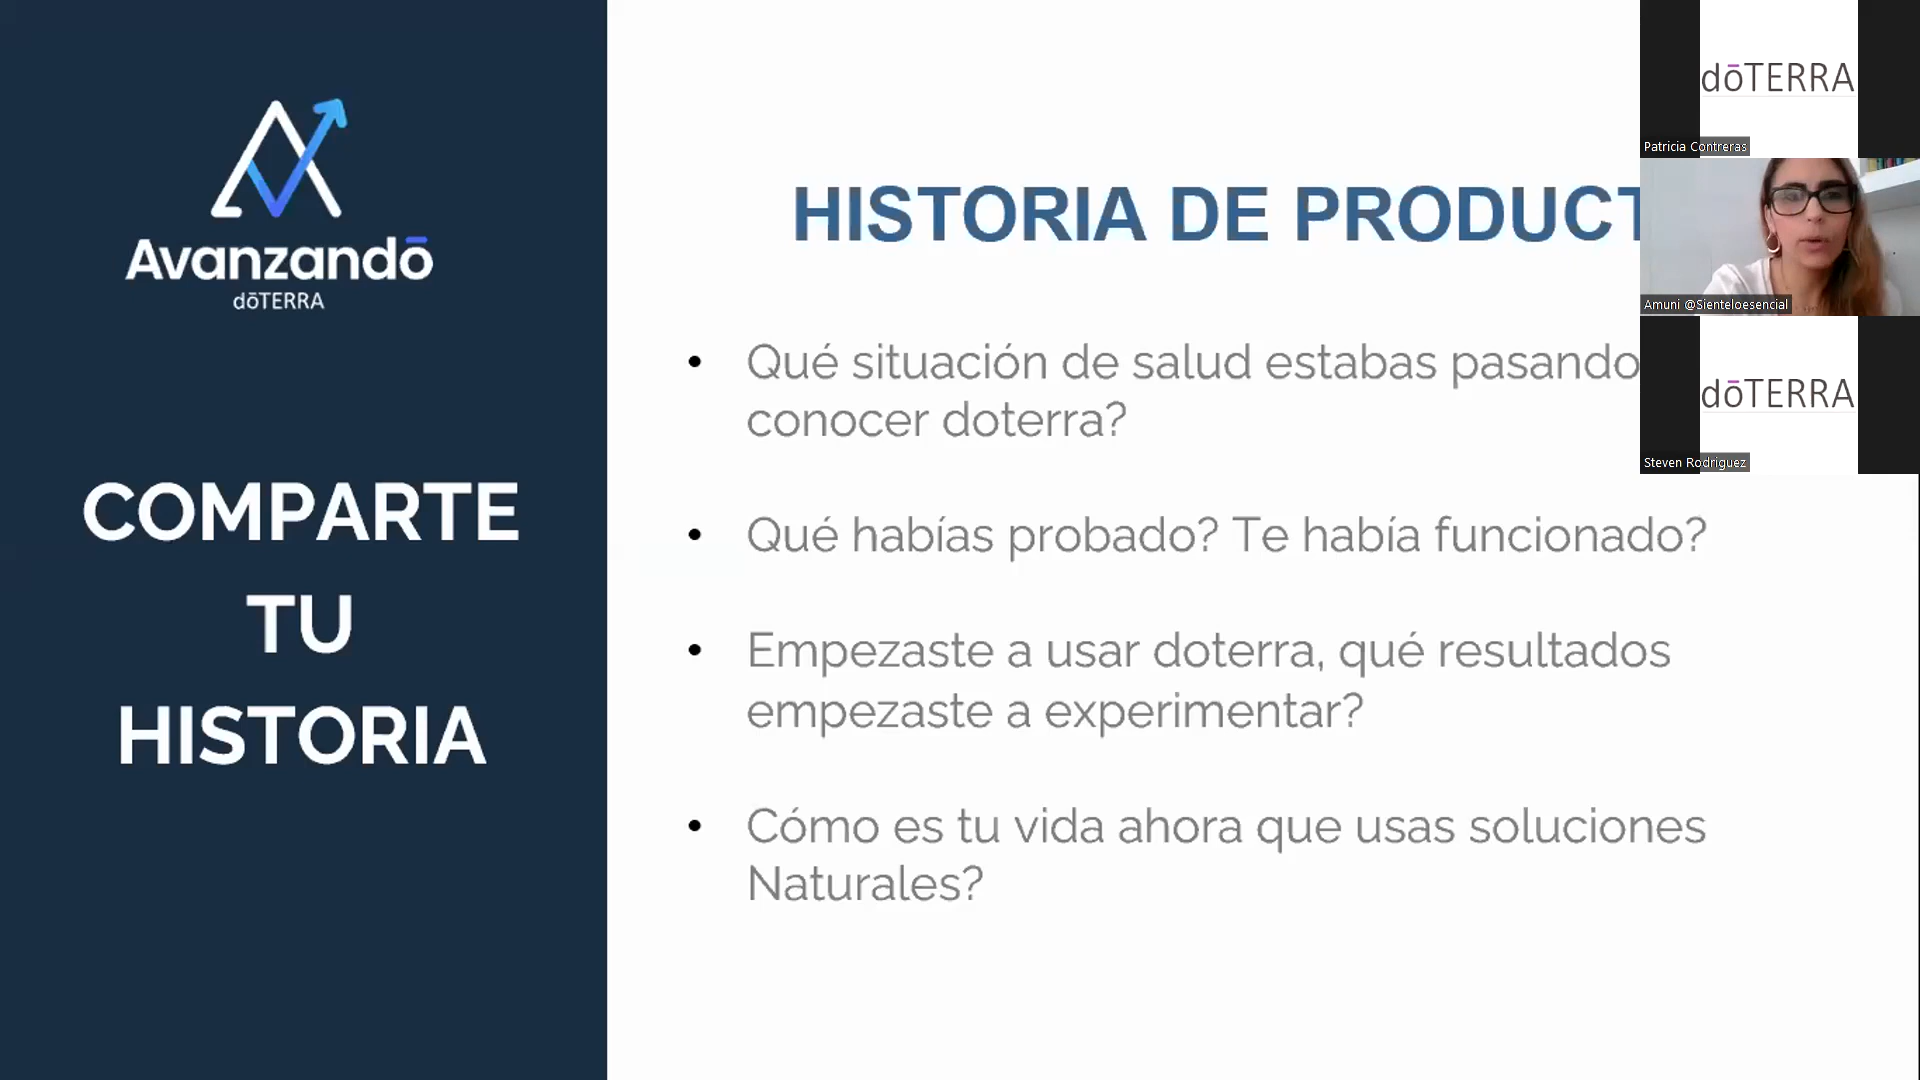 Avanzandō
dōTERRA
COMPARTE
TU
HISTORIA
HISTORIA DE PRODUCT
• Qué situación de salud estabas pasando
conocer doterra?
• Qué habías probado? Te había funcionado?
• Empezaste a usar doterra, qué resultados
empezaste a experimentar?
• Cómo es tu vida ahora que usas soluciones
Naturales?
dōTERRA
Patricia Contreras
Amuni @Sienteloesencial
dōTERRA
Steven Rodriguez